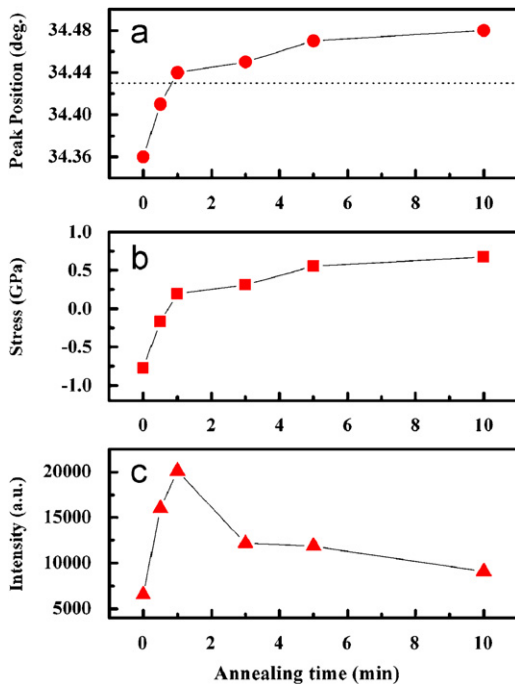 a
Peak Position (deg.)
34.48
34.44
34.40
34.36
0 2 4 6 8 10
b
Stress (GPa)
1.0
0.5
0.0
-0.5
-1.0
0 2 4 6 8 10
c
Intensity (a.u.)
20000
15000
10000
5000
0 2 4 6 8 10
Annealing time (min)